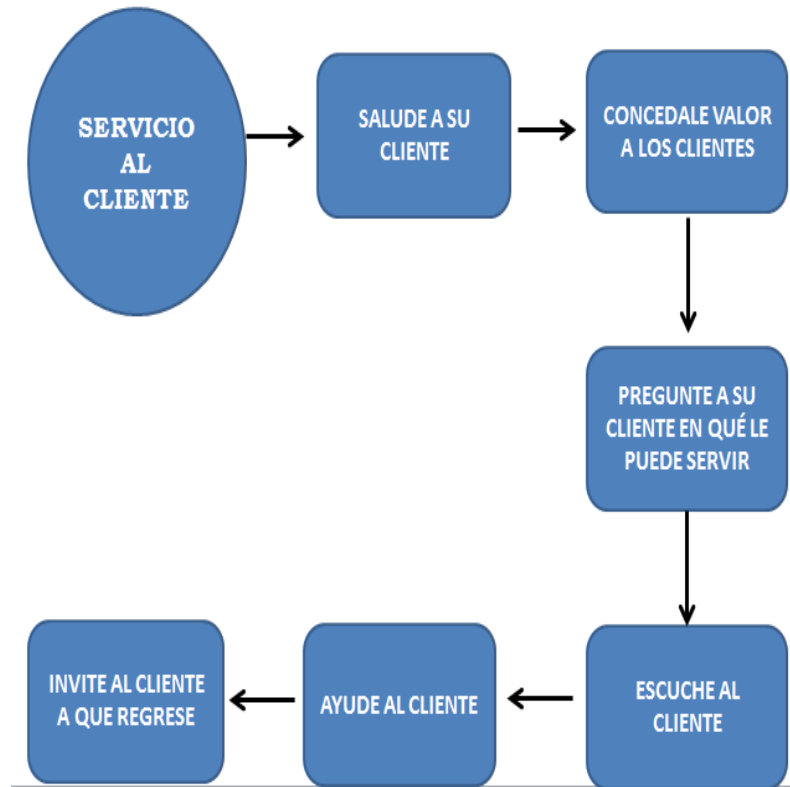 SERVICIO
AL
CLIENTE
SALUDE A SU
CLIENTE
CONCEDALE VALOR
A LOS CLIENTES
PREGUNTE A SU
CLIENTE EN QUÉ LE
PUEDE SERVIR
ESCUCHE AL
CLIENTE
AYUDE AL CLIENTE
INVITE AL CLIENTE
A QUE REGRESE